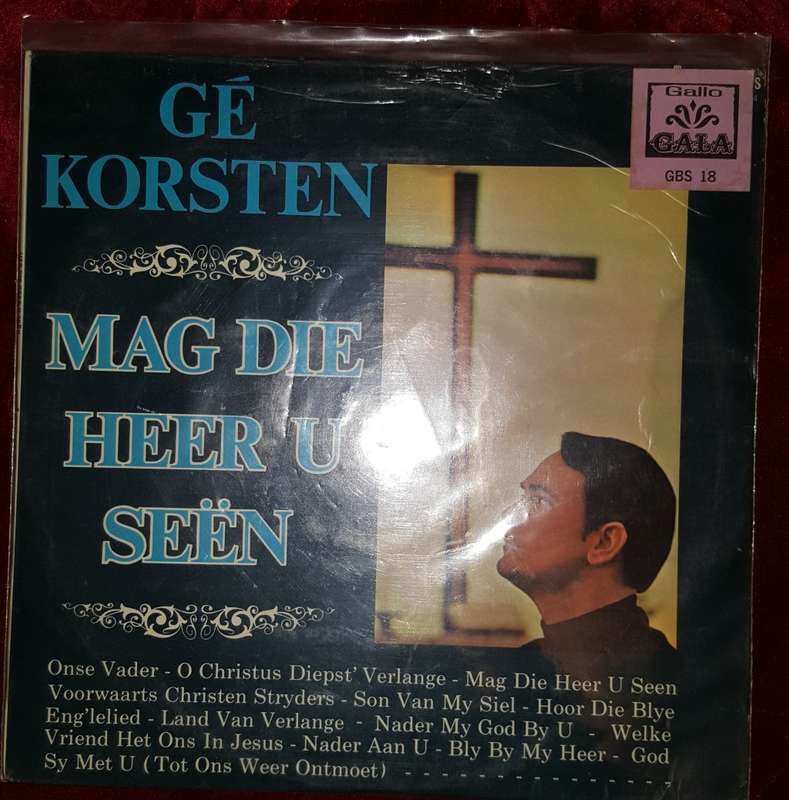 GÉ
KORSTEN
Gallo
GALA
GBS 18
MAG DIE
HEER U
SEËN
Onse Vader - O Christus Diepst' Verlange - Mag Die Heer U Seen
Voorwaarts Christen Stryders - Son Van My Siel - Hoor Die Blye
Eng'lelied - Land Van Verlange - Nader My God By U - Welke
Vriend Het Ons In Jesus - Nader Aan U - Bly By My Heer - God
Sy Met U (Tot Ons Weer Ontmoet) - - - - - - - - - - - - - - -